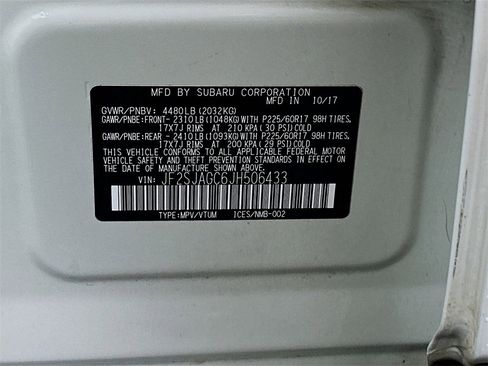 MFD BY SUBARU CORPORATION
MFD IN 10/17
GVWR/PNBV: 4480LB(2032KG)
GAWR/PNBE:FRONT-2310LB(1048KG)WITH P225/60R17 98H TIRES,
17X7J RIMS AT 210 KPA(30 PSI)COLD
GAWR/PNBE:REAR -2410LB(1093KG)WITH P225/60R17 98H TIRES,
17X7J RIMS AT 200 KPA(29 PSI)COLD
THIS VEHICLE CONFORMS TO ALL APPLICABLE U.S. FEDERAL MOTOR
VEHICLE SAFETY AND THEFT PREVENTION STANDARDS IN EFFECT ON
THE DATE OF MANUFACTURE SHOWN ABOVE.
VIN: JF2SJAGC6JH506433
TYPE:MPV/VTUM ICES/NMB-002